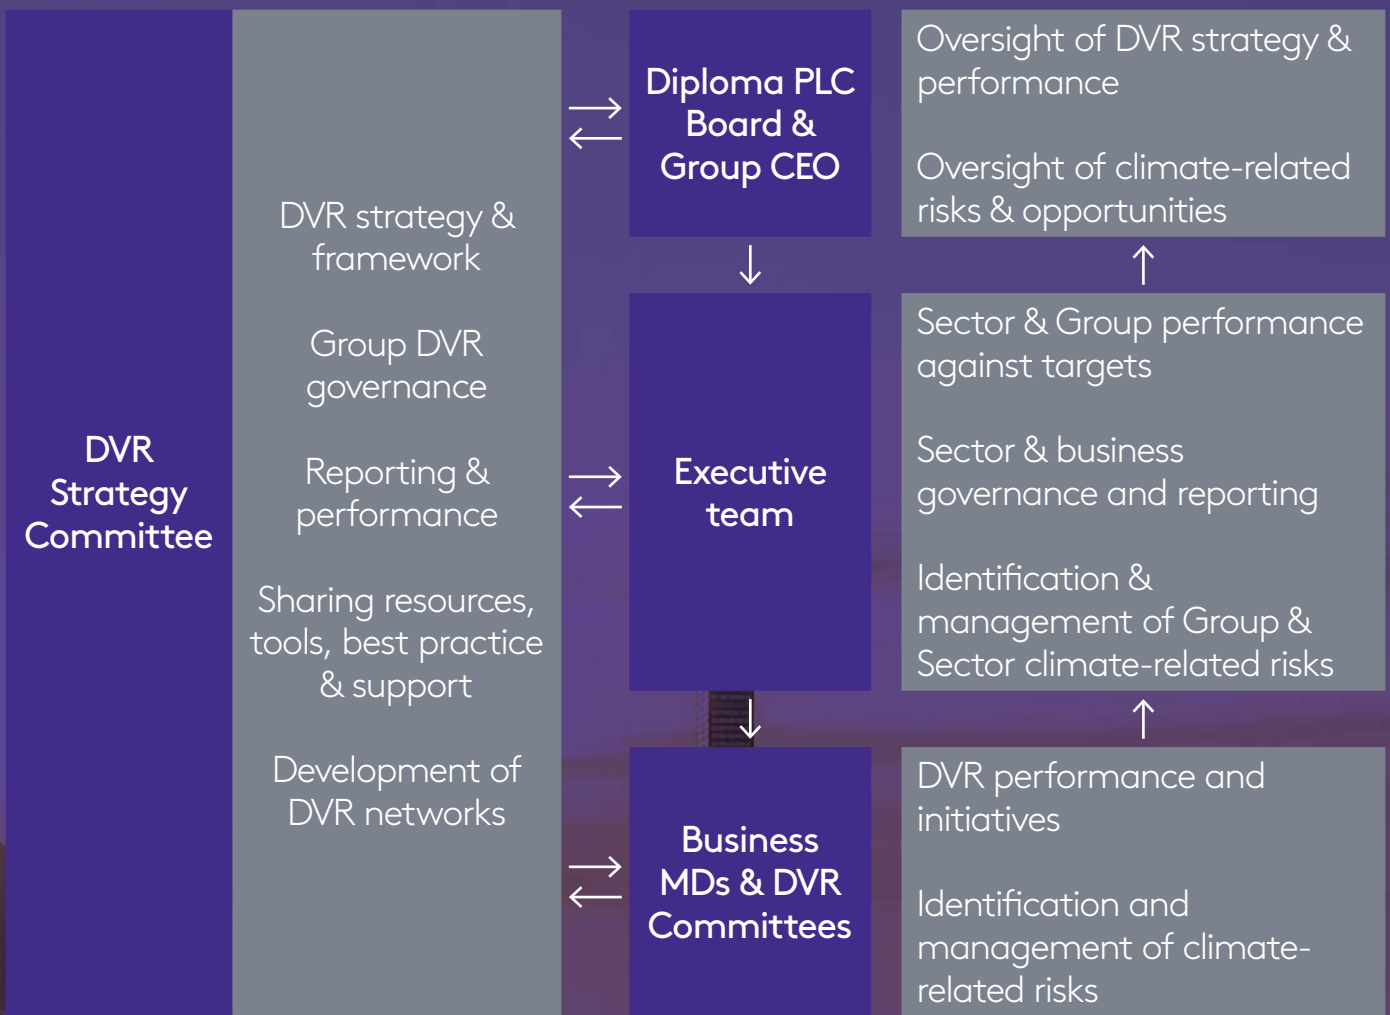 DVR
Strategy
Committee
DVR strategy &
framework
Group DVR
governance
Reporting &
performance
Sharing resources,
tools, best practice
& support
Development of
DVR networks
Diploma PLC
Board &
Group CEO
Oversight of DVR strategy &
performance
Oversight of climate-related
risks & opportunities
Executive
team
Sector & Group performance
against targets
Sector & business
governance and reporting
Identification &
management of Group &
Sector climate-related risks
Business
MDs & DVR
Committees
DVR performance and
initiatives
Identification and
management of climate-
related risks